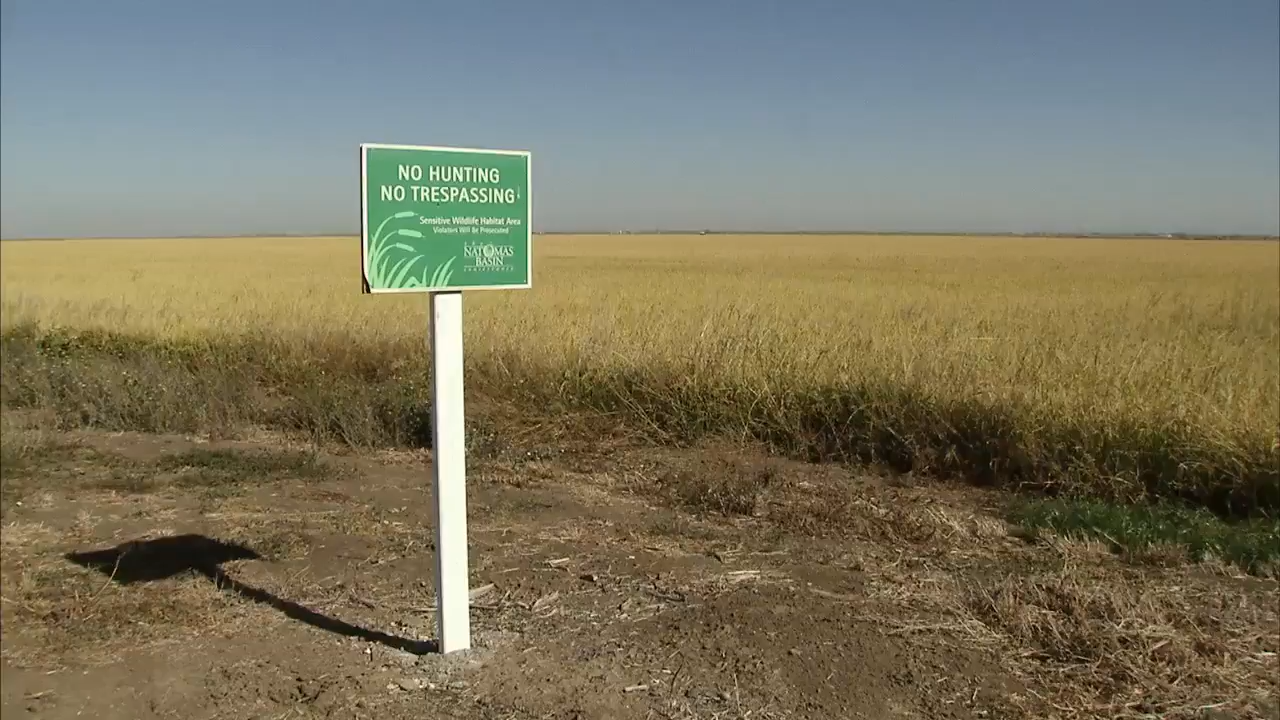 NO HUNTING
NO TRESPASSING
Sensitive Wildlife Habitat Area
Violators Will Be Prosecuted
NATOMAS
BASIN